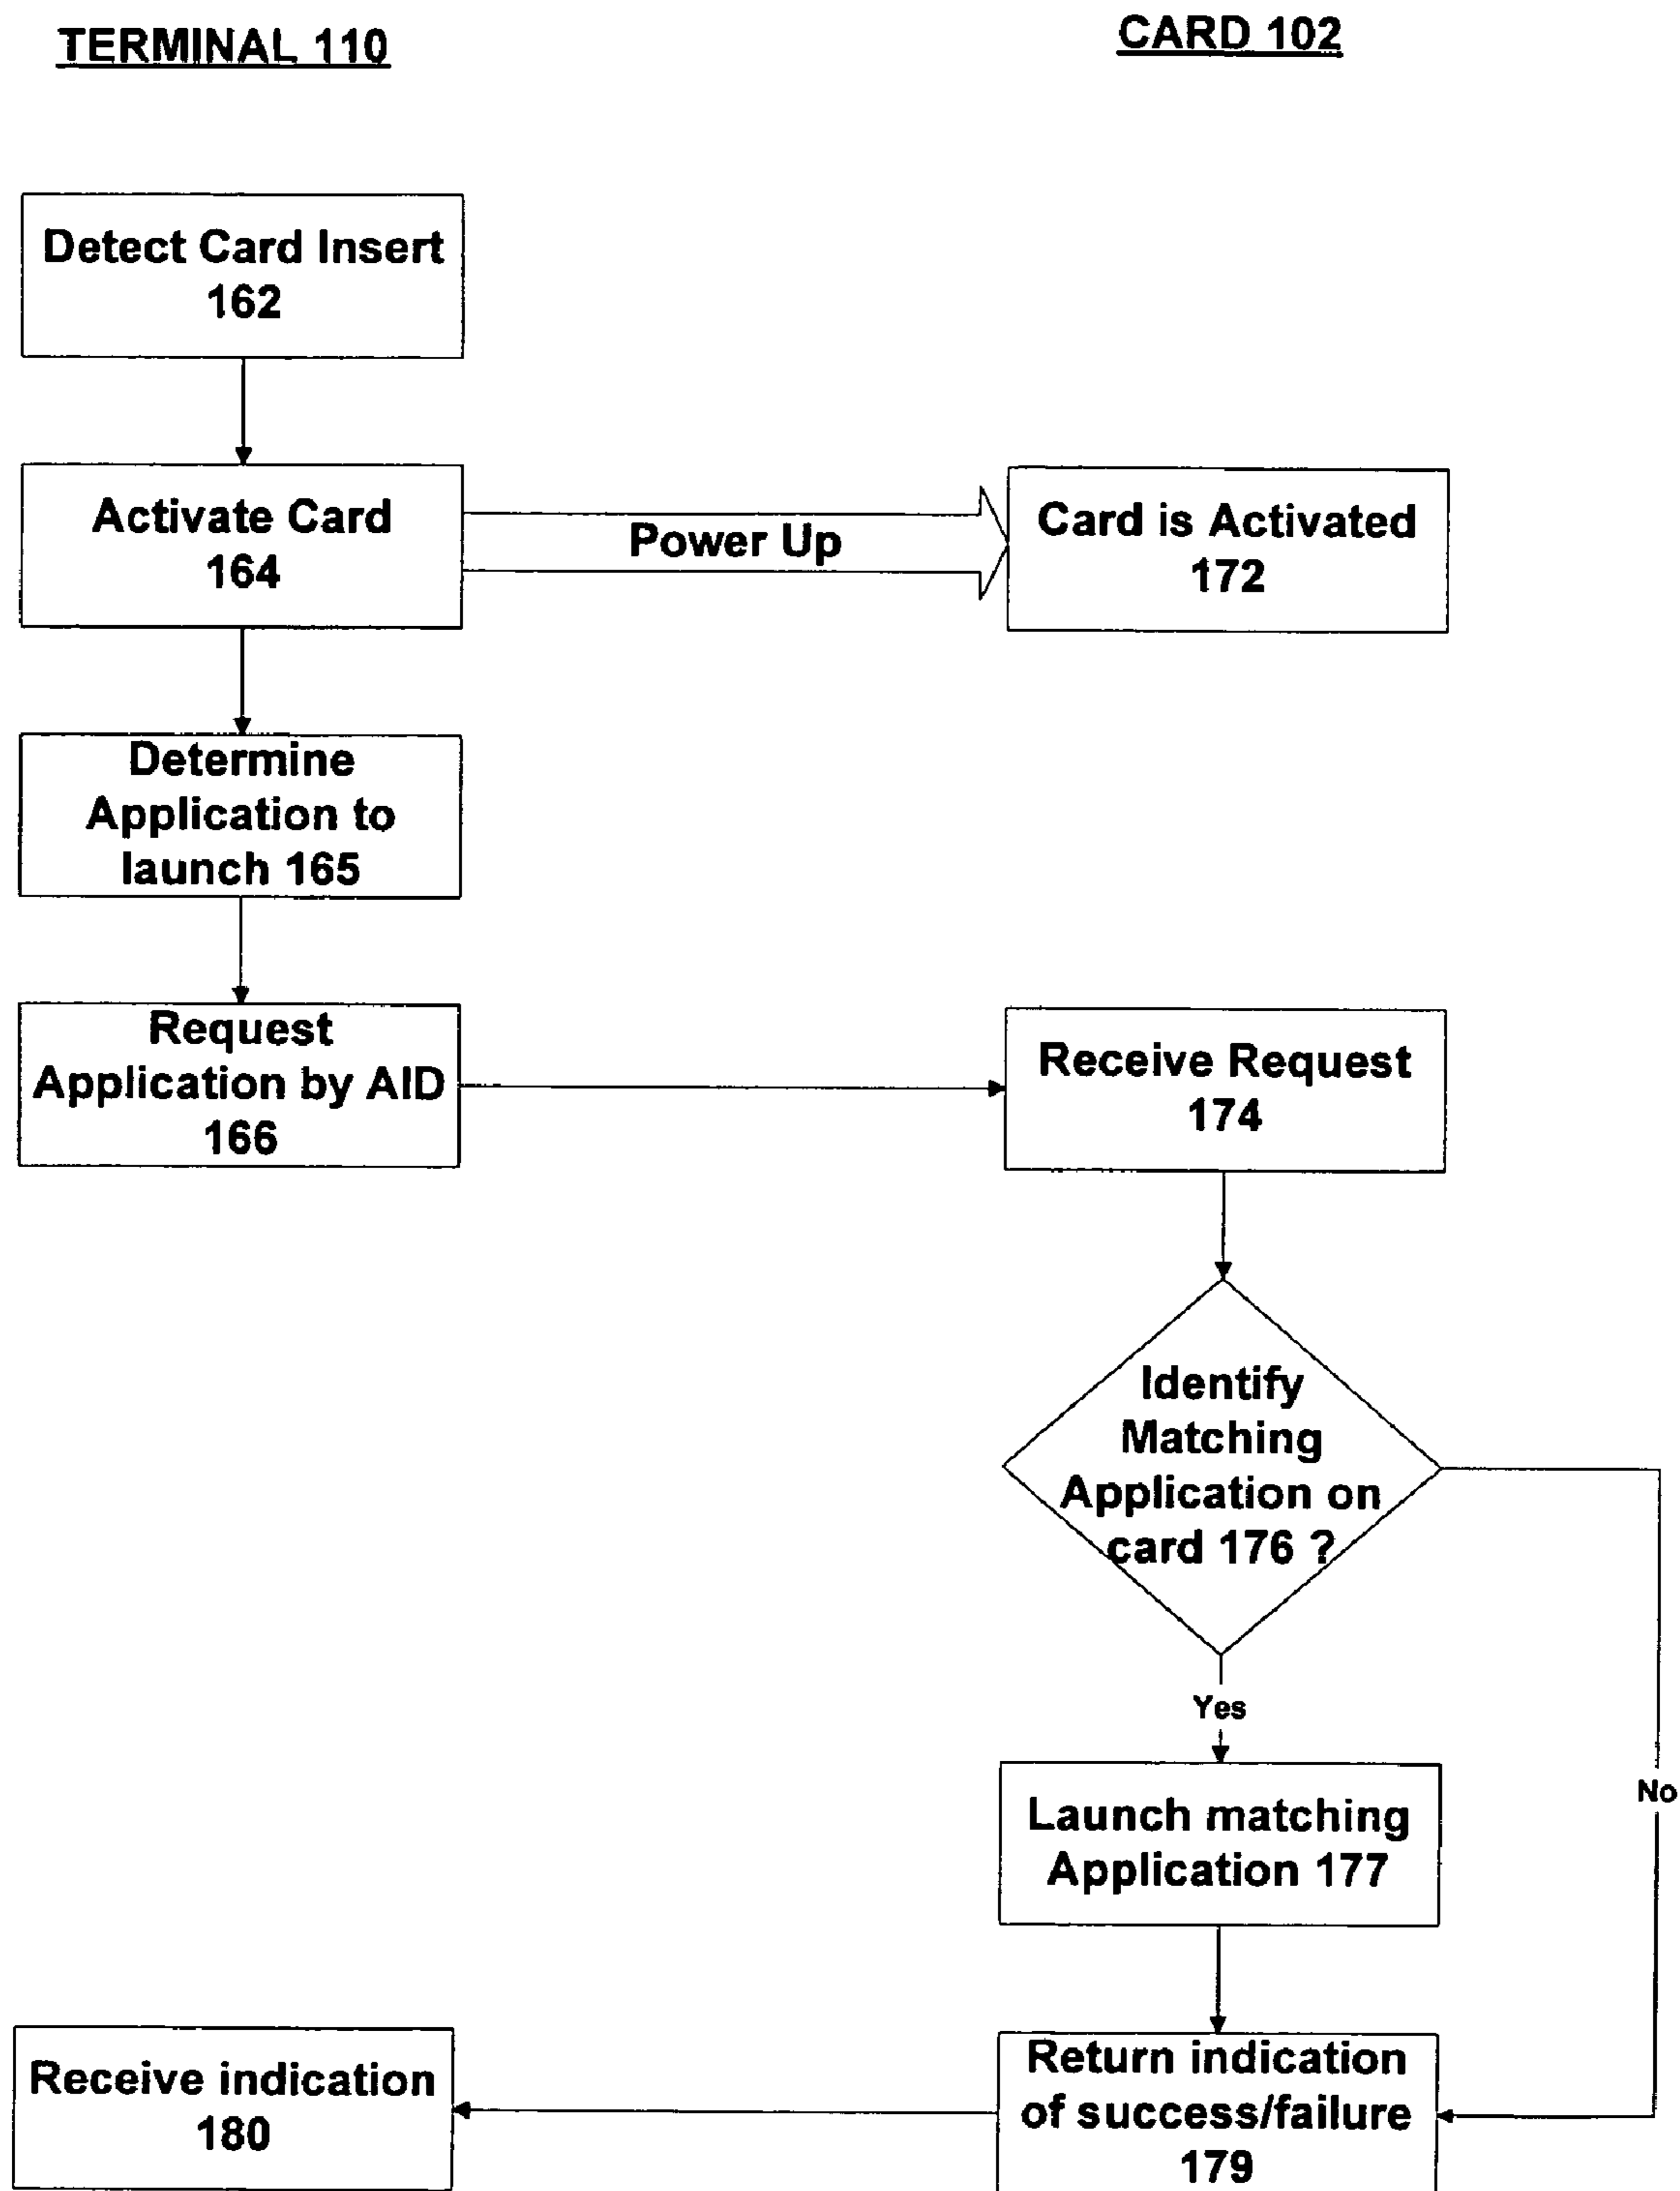 TERMINAL 110
CARD 102
Detect Card Insert
162
Activate Card
164
Power Up
Card is Activated
172
Determine
Application to
launch 165
Request
Application by AID
166
Receive Request
174
Identify
Matching
Application on
card 176 ?
Yes
No
Launch matching
Application 177
Return indication
of success/failure
179
Receive indication
180